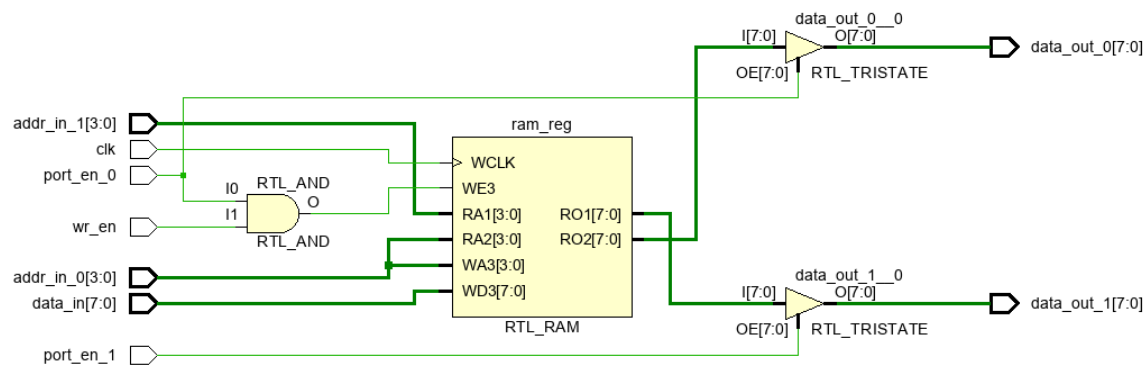 data_out_0__0
I[7:0]
O[7:0]
data_out_0[7:0]
OE[7:0]
RTL_TRISTATE
addr_in_1[3:0]
ram_reg
clk
WCLK
port_en_0
RTL_AND
I0
O
WE3
I1
RA1[3:0]
RO1[7:0]
wr_en
RTL_AND
RA2[3:0]
RO2[7:0]
addr_in_0[3:0]
WA3[3:0]
data_out_1__0
data_in[7:0]
WD3[7:0]
I[7:0]
O[7:0]
data_out_1[7:0]
RTL_RAM
OE[7:0]
RTL_TRISTATE
port_en_1